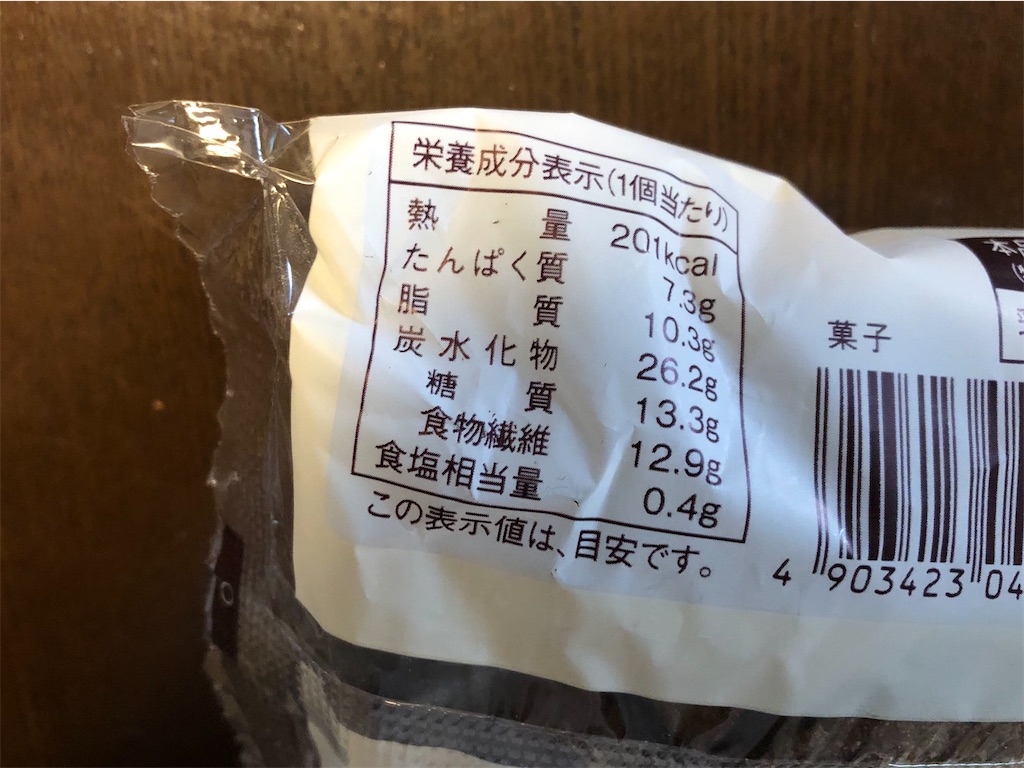 栄養成分表示(1個当たり)
熱量 201kcal
たんぱく質 7.3g
脂質 10.3g
炭水化物 26.2g
糖質 13.3g
食物繊維 12.9g
食塩相当量 0.4g
この表示値は、目安です。
菓子
4 903423 04
本